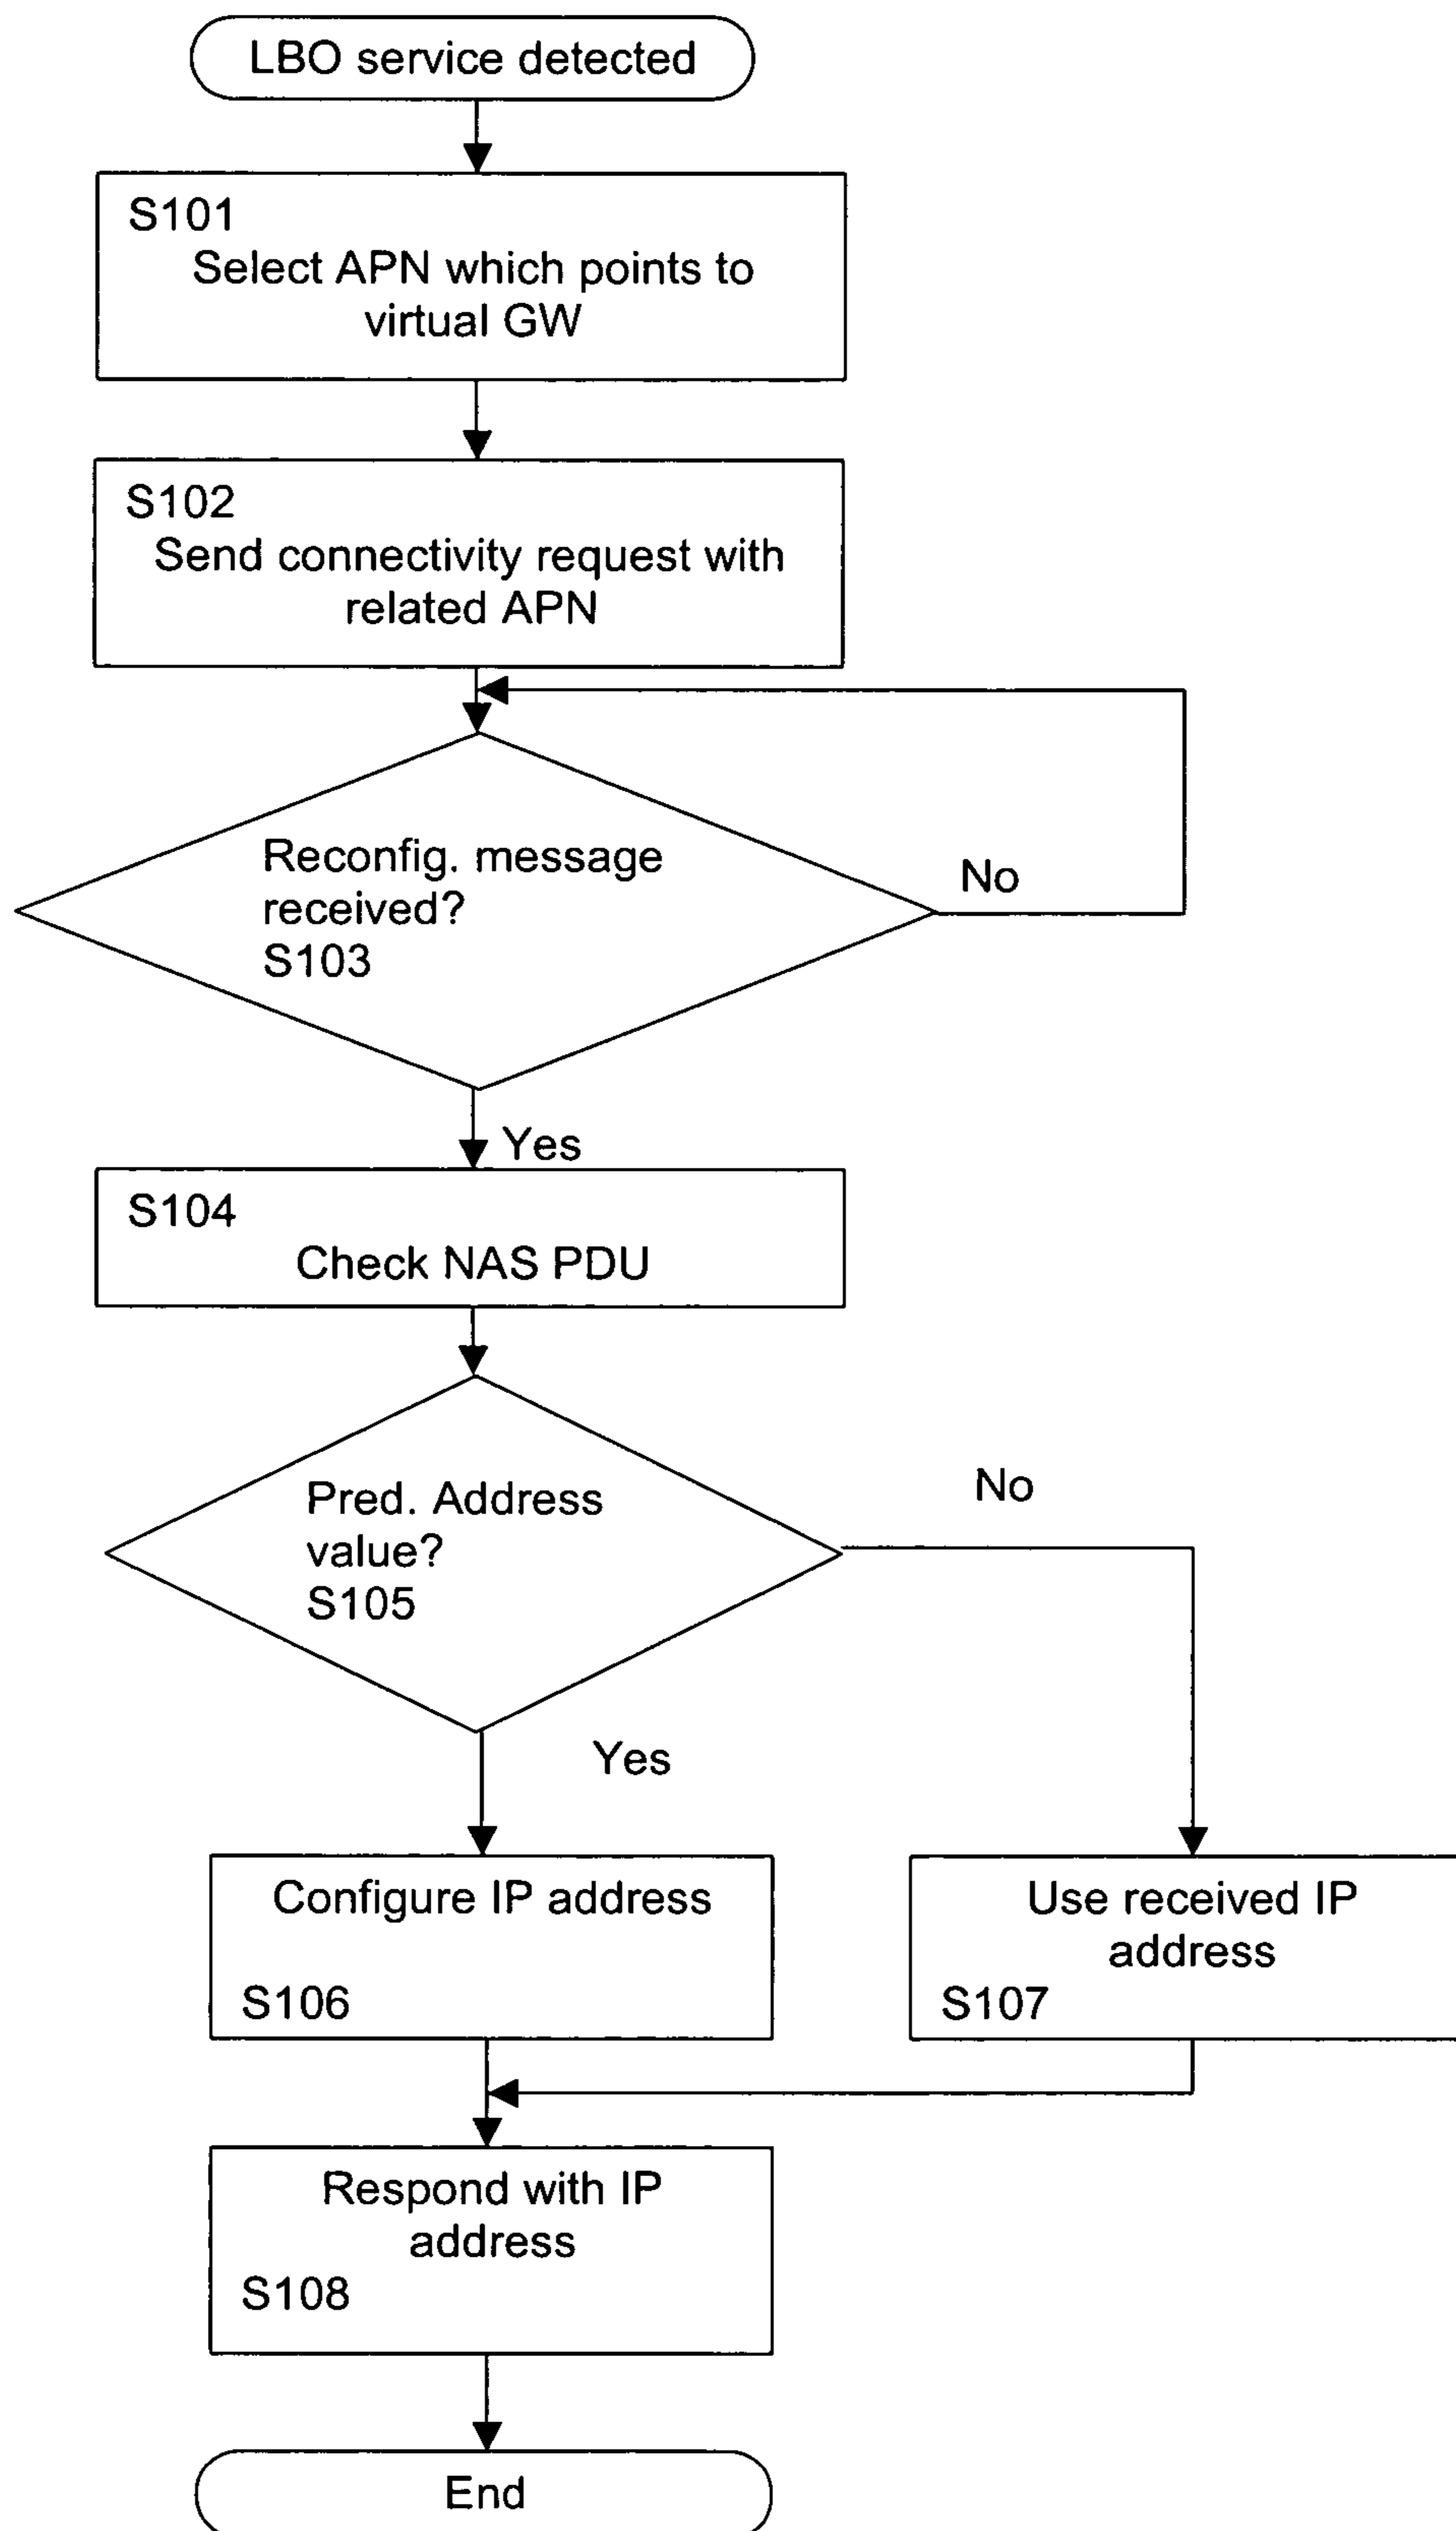 LBO service detected
S101
Select APN which points to
virtual GW
S102
Send connectivity request with
related APN
Reconfig. message
received?
S103
No
Yes
S104
Check NAS PDU
Pred. Address
value?
S105
No
Yes
Configure IP address
S106
Use received IP
address
S107
Respond with IP
address
S108
End